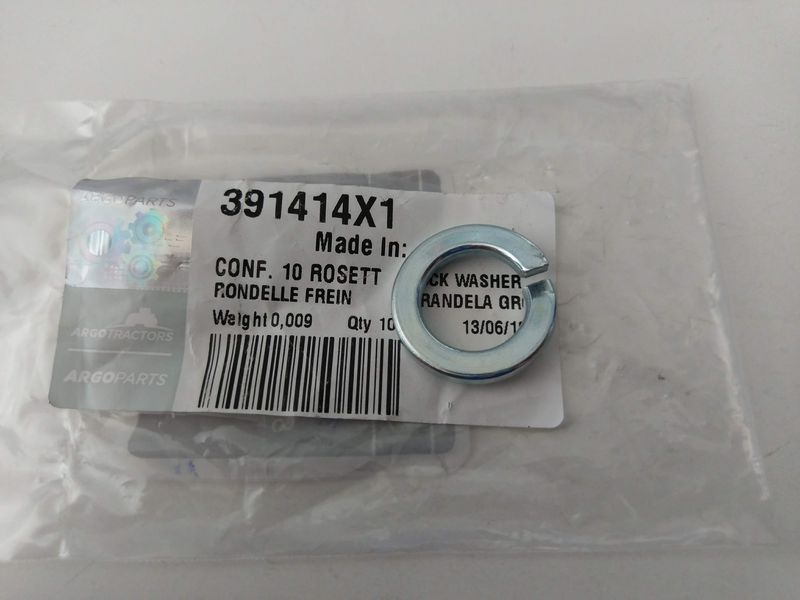 ARGOPARTS
391414X1
Made In:
CONF. 10 ROSETT
CK WASHER
RONDELLE FREIN
RANDELA GR
Weight 0,009 Qty 10
13/06/1
ARGOTRACTORS
ARGOPARTS